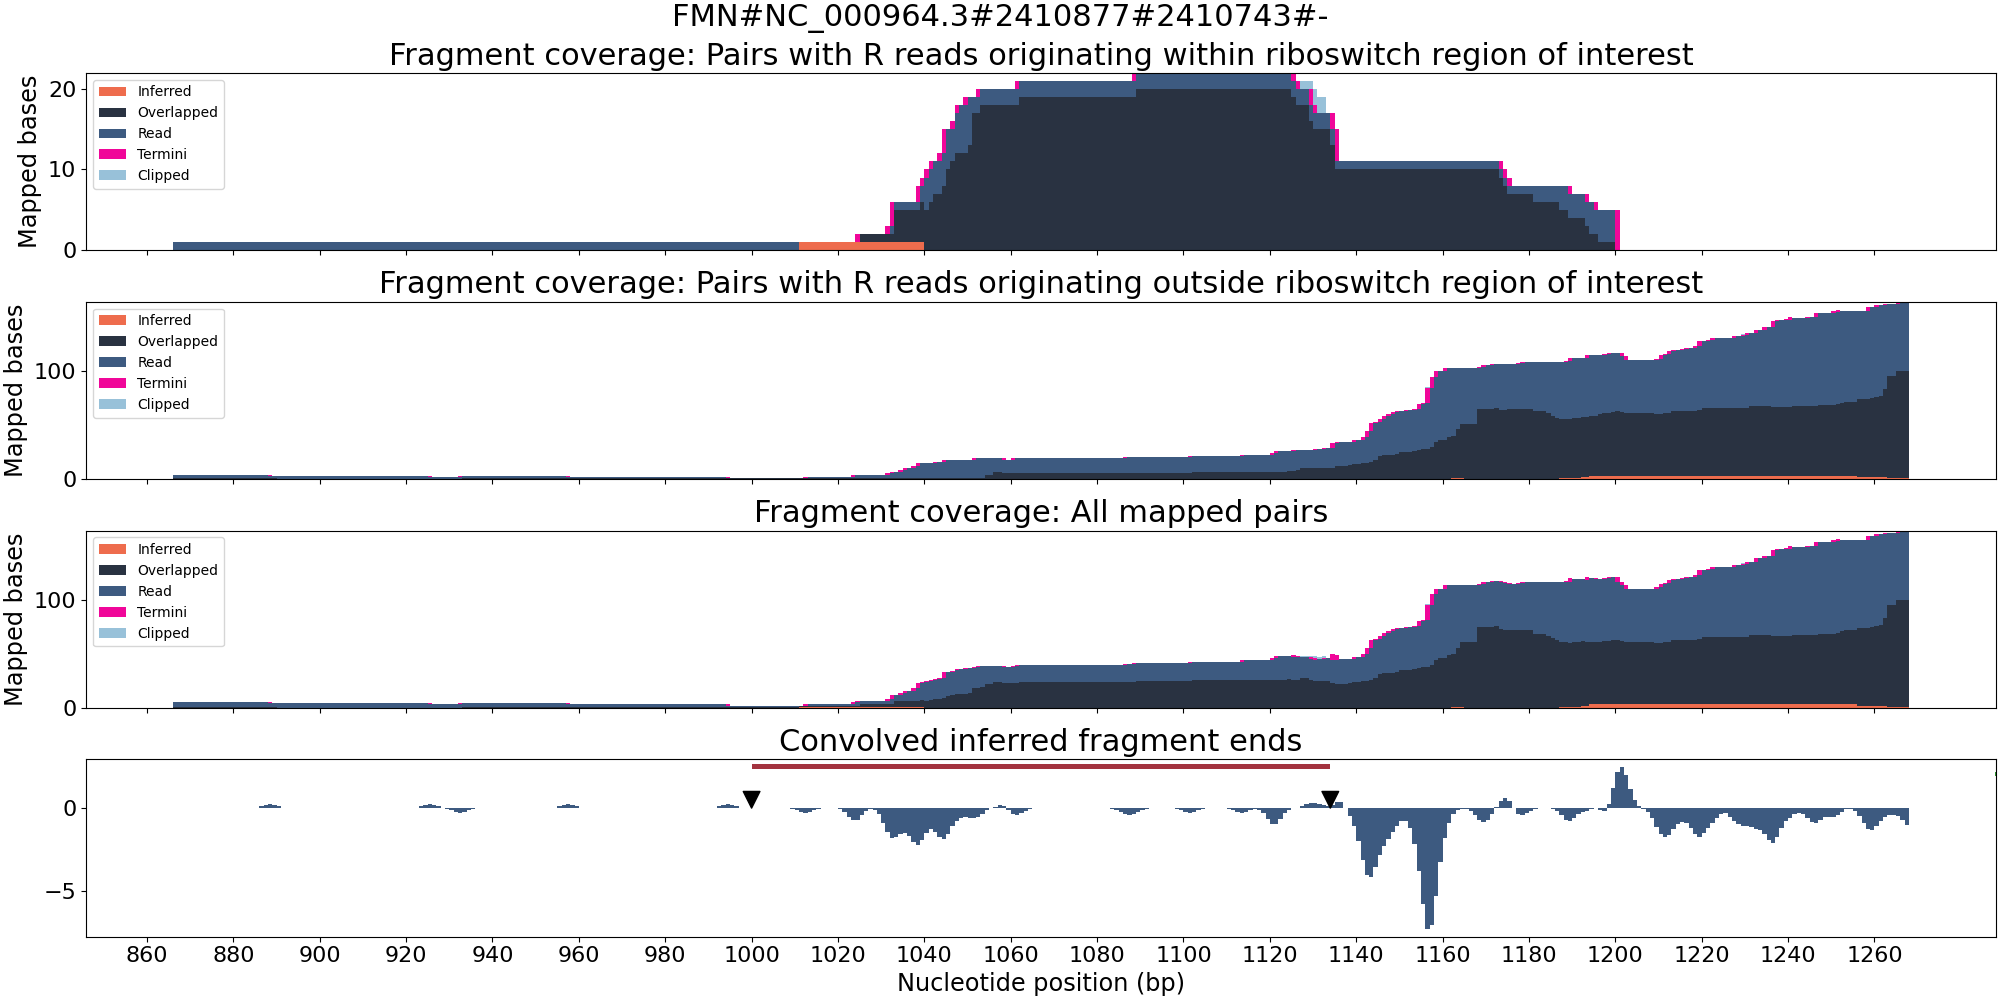 FMN#NC_000964.3#2410877#2410743#-
Fragment coverage: Pairs with R reads originating within riboswitch region of interest
Mapped bases
20
10
0
Inferred
Overlapped
Read
Termini
Clipped
Fragment coverage: Pairs with R reads originating outside riboswitch region of interest
Mapped bases
100
0
Inferred
Overlapped
Read
Termini
Clipped
Fragment coverage: All mapped pairs
Mapped bases
100
0
Inferred
Overlapped
Read
Termini
Clipped
Convolved inferred fragment ends
0
−5
860 880 900 920 940 960 980 1000 1020 1040 1060 1080 1100 1120 1140 1160 1180 1200 1220 1240 1260
Nucleotide position (bp)